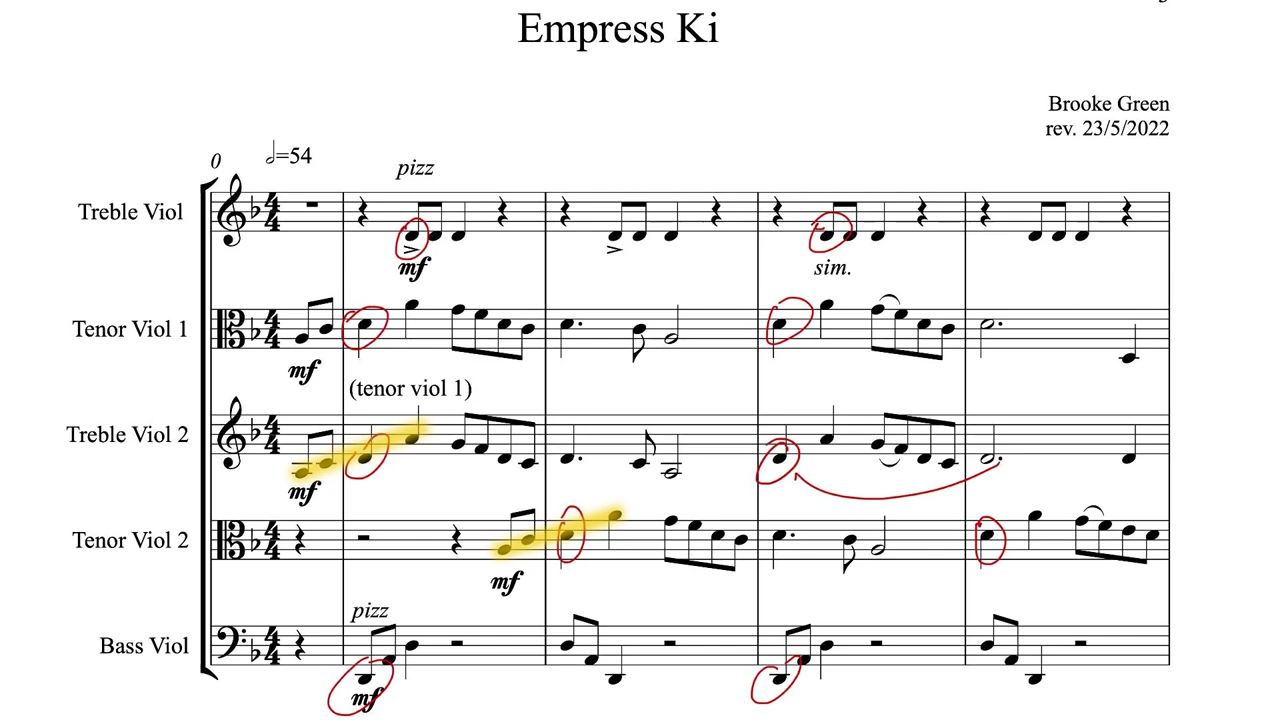 Empress Ki
Brooke Green
rev. 23/5/2022
0
=54
pizz
Treble Viol
mf
sim.
Tenor Viol 1
mf
(tenor viol 1)
Treble Viol 2
mf
Tenor Viol 2
mf
pizz
Bass Viol
mf